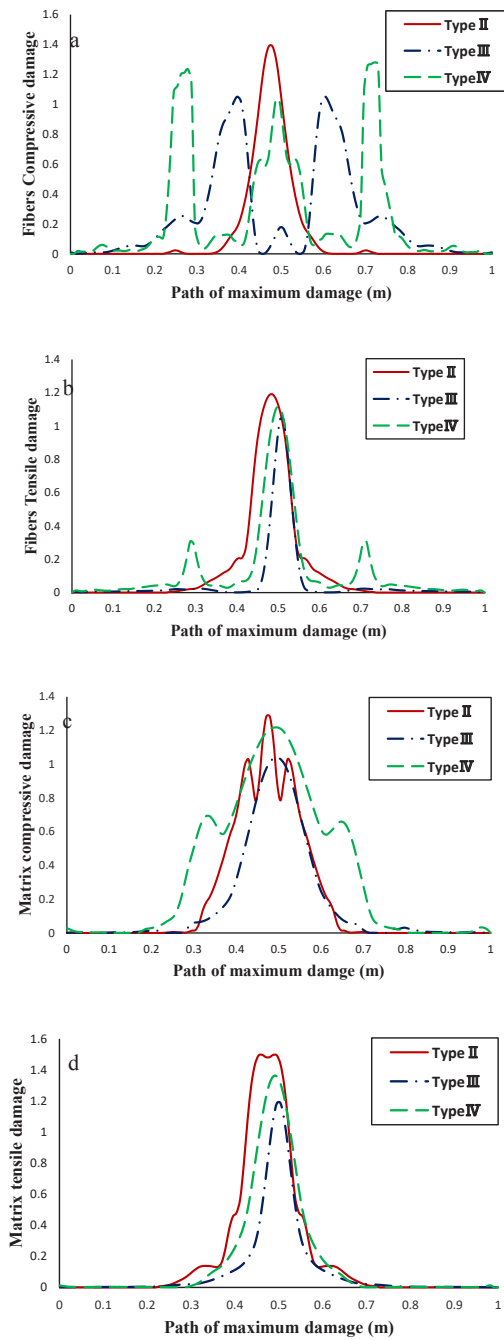 a
Fibers Compressive damage
1.6
1.4
1.2
1
0.8
0.6
0.4
0.2
0
Type Ⅱ
Type Ⅲ
TypeⅣ
0 0.1 0.2 0.3 0.4 0.5 0.6 0.7 0.8 0.9 1
Path of maximum damage (m)
b
Fibers Tensile damage
1.4
1.2
1
0.8
0.6
0.4
0.2
0
Type Ⅱ
Type Ⅲ
TypeⅣ
0 0.1 0.2 0.3 0.4 0.5 0.6 0.7 0.8 0.9 1
Path of maximum damage (m)
c
Matrix compressive damage
1.4
1.2
1
0.8
0.6
0.4
0.2
0
Type Ⅱ
Type Ⅲ
TypeⅣ
0 0.1 0.2 0.3 0.4 0.5 0.6 0.7 0.8 0.9 1
Path of maximum damge (m)
d
Matrix tensile damage
1.6
1.4
1.2
1
0.8
0.6
0.4
0.2
0
Type Ⅱ
Type Ⅲ
TypeⅣ
0 0.1 0.2 0.3 0.4 0.5 0.6 0.7 0.8 0.9 1
Path of maximum damage (m)